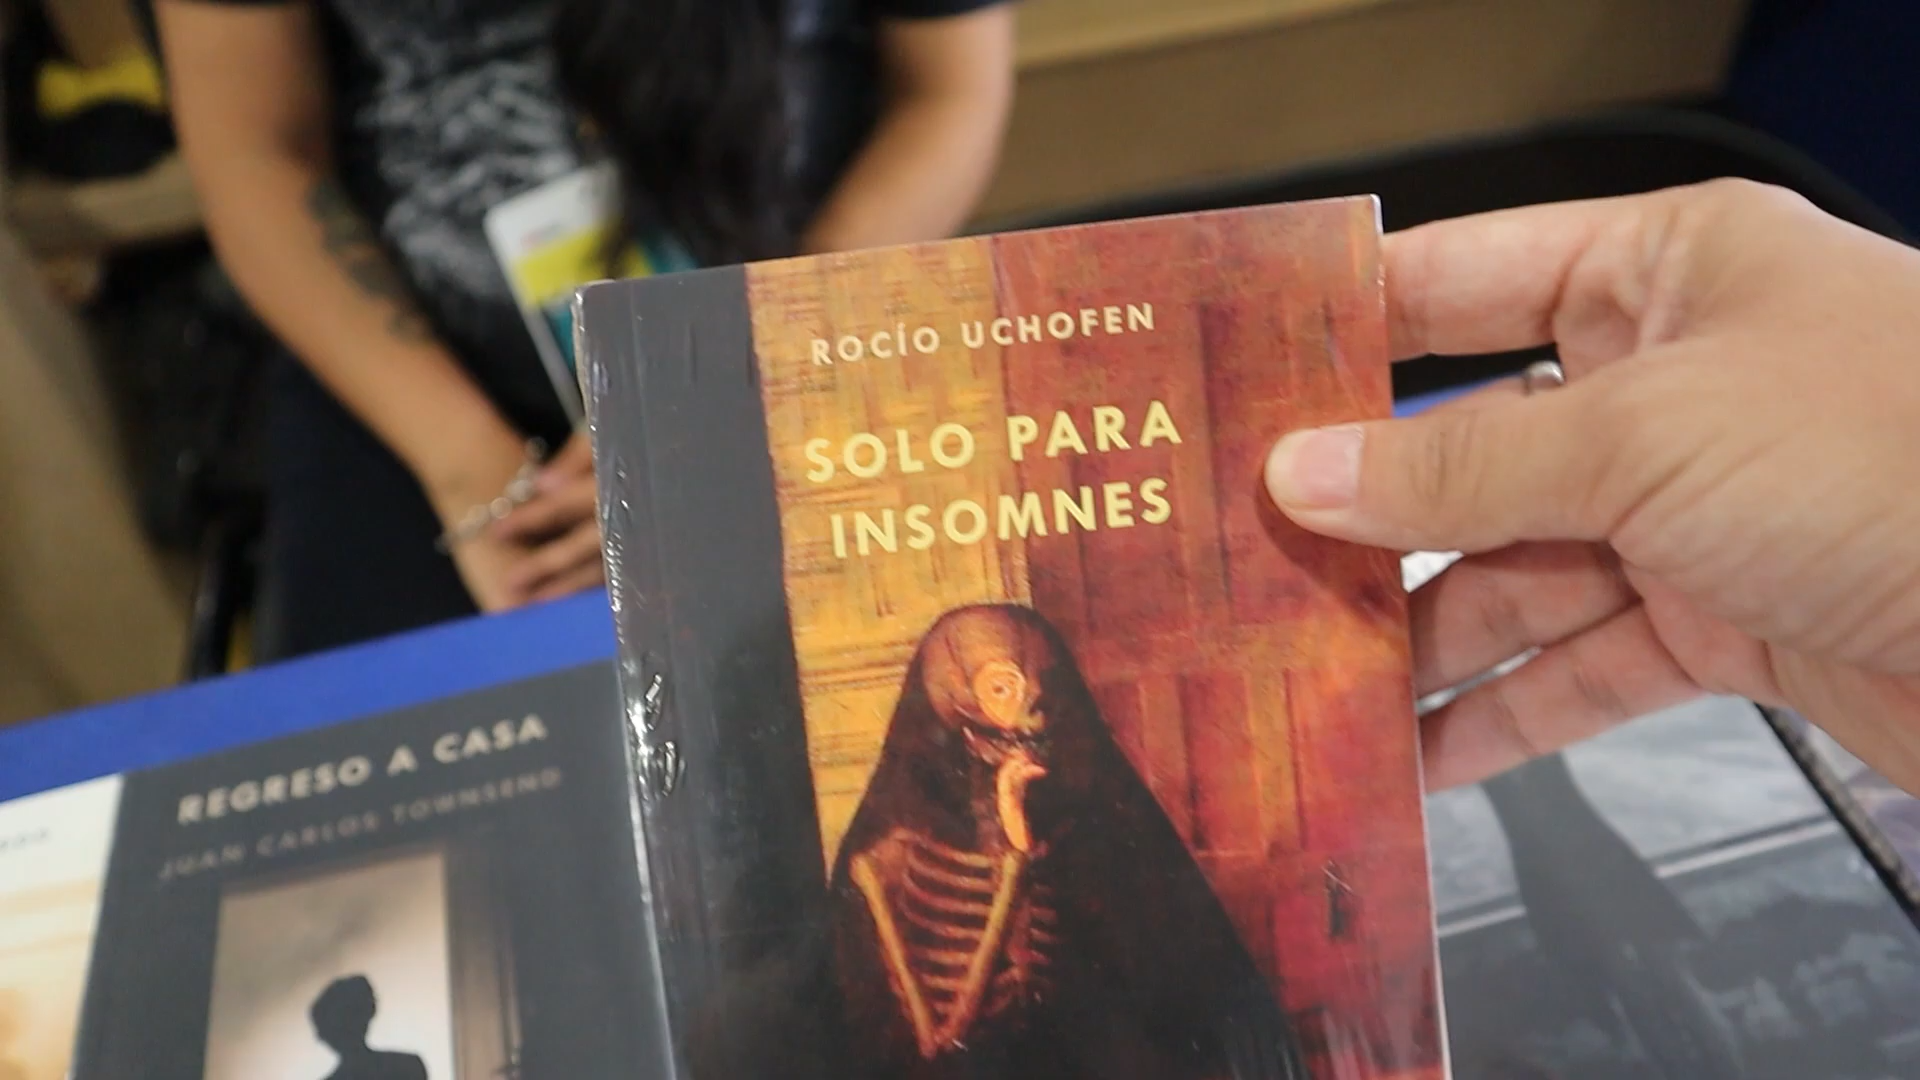 ROCÍO UCHOFEN
SOLO PARA
INSOMNES
REGRESO A CASA
JUAN CARLOS TOWNSEND